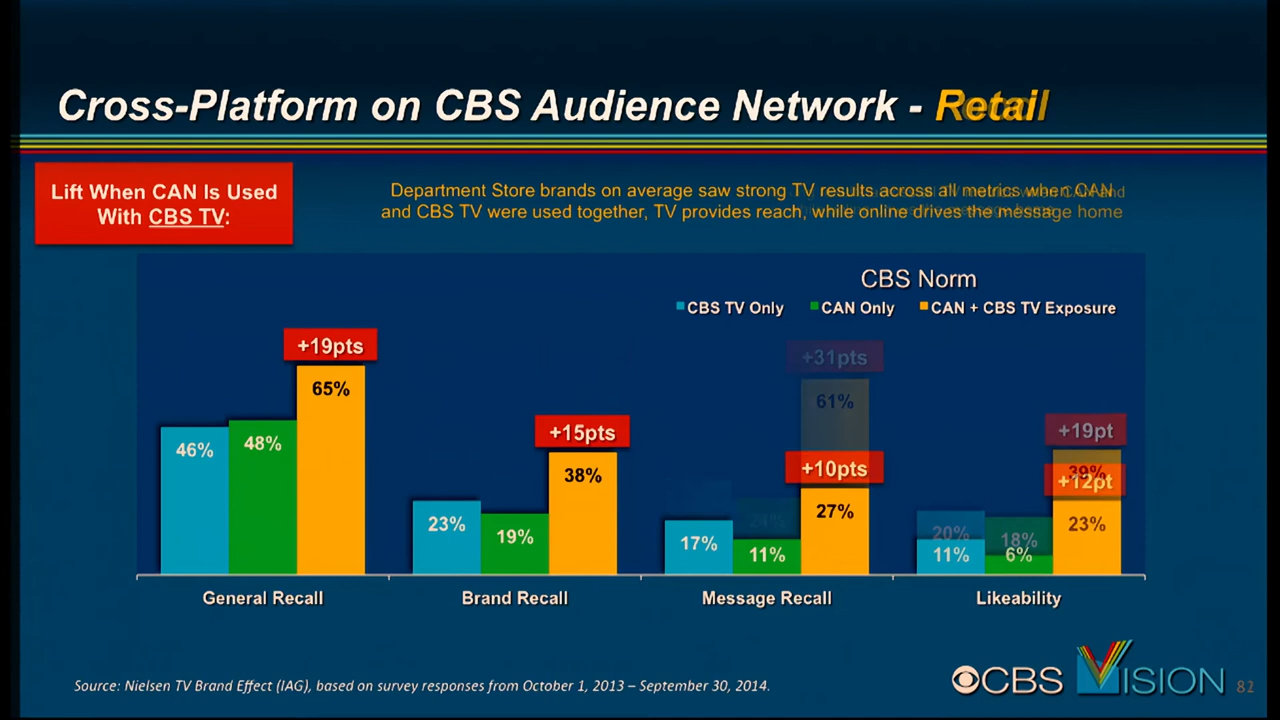 Cross-Platform on CBS Audience Network - Retail
Lift When CAN Is Used
With CBS TV:
Department Store brands on average saw strong TV results across all metrics when CAN
and CBS TV were used together, TV provides reach, while online drives the message home
CBS Norm
CBS TV Only
CAN Only
CAN + CBS TV Exposure
+19pts
65%
46%
48%
+15pts
38%
23%
19%
+31pts
61%
+10pts
27%
17%
11%
+19pt
39%
+12pt
23%
20%
18%
11%
6%
General Recall
Brand Recall
Message Recall
Likeability
Source: Nielsen TV Brand Effect (IAG), based on survey responses from October 1, 2013 – September 30, 2014.
CBS VISION
82